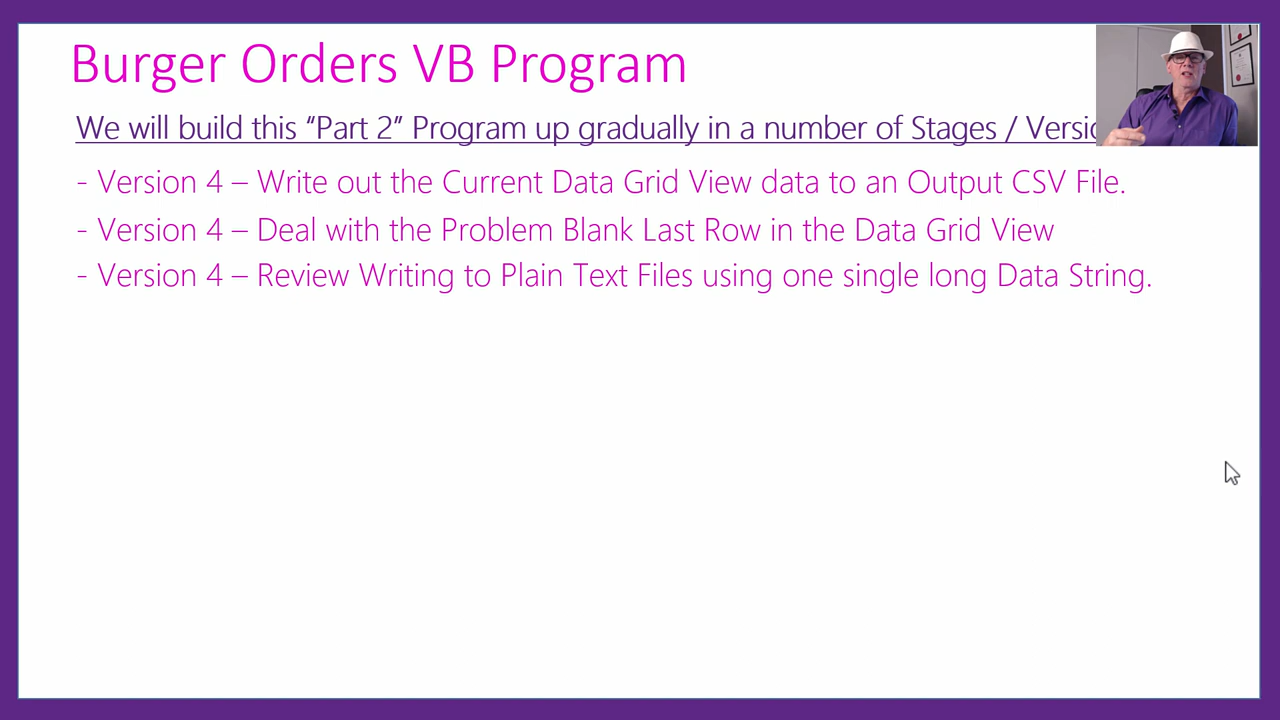 Burger Orders VB Program
We will build this “Part 2” Program up gradually in a number of Stages /
- Version 4 – Write out the Current Data Grid View data to an Output CSV File.
- Version 4 – Deal with the Problem Blank Last Row in the Data Grid View
- Version 4 – Review Writing to Plain Text Files using one single long Data String.